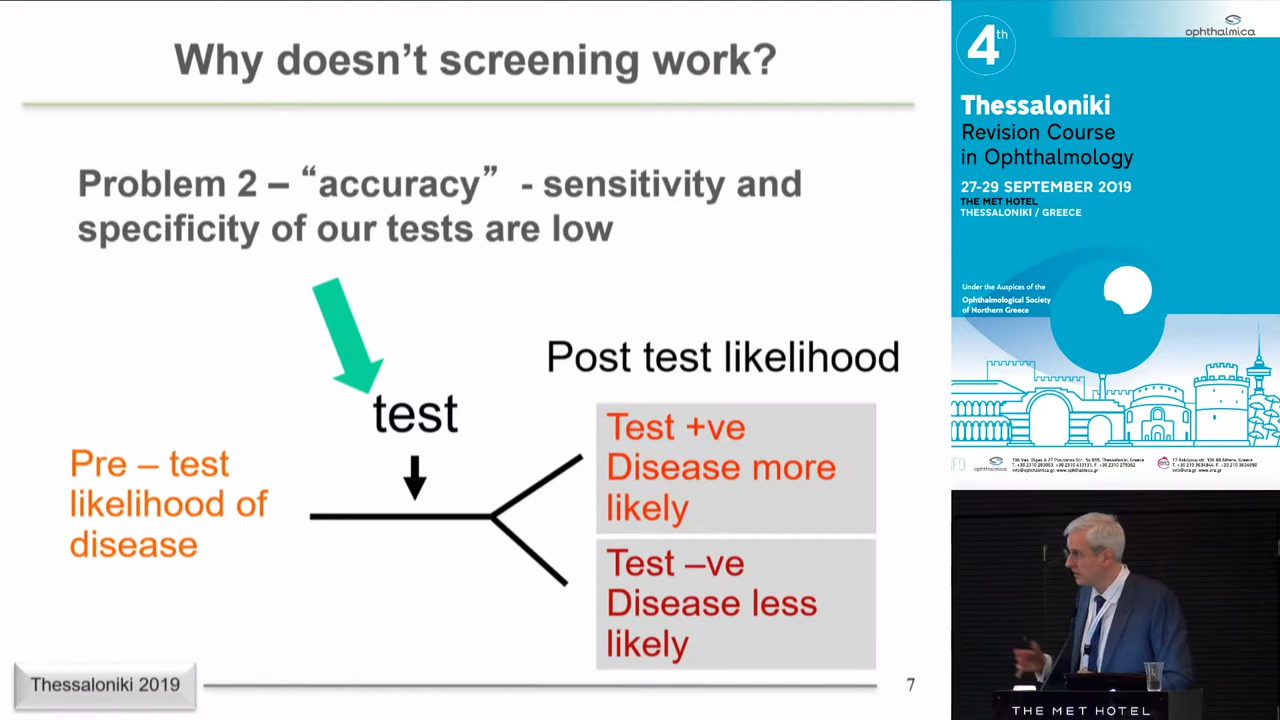 Why doesn’t screening work?
Problem 2 – “accuracy” - sensitivity and
specificity of our tests are low
Post test likelihood
test
Pre – test
likelihood of
disease
Test +ve
Disease more
likely
Test –ve
Disease less
likely
Thessaloniki 2019
7
ophthalmica
4th
Thessaloniki
Revision Course
in Ophthalmology
27-29 SEPTEMBER 2019
THE MET HOTEL
THESSALONIKI / GREECE
Under the Auspices of the
Ophthalmological Society
of Northern Greece
ophthalmica
THE MET HOTEL